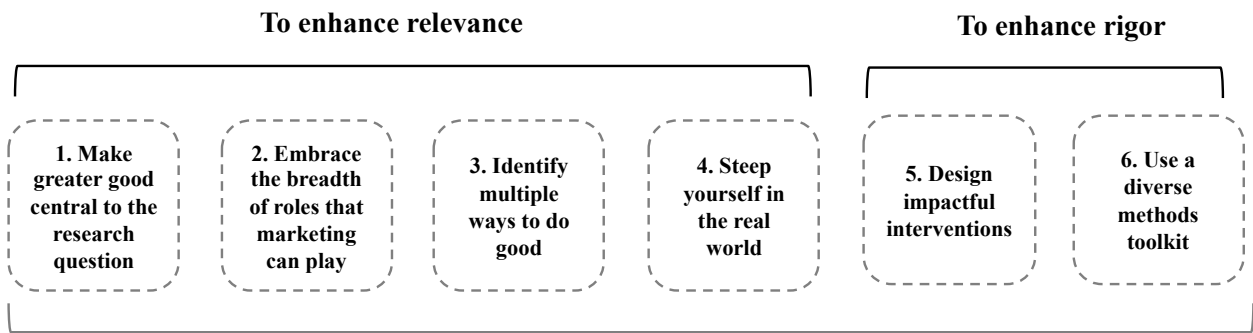 To enhance relevance
To enhance rigor
1. Make
greater good
central to the
research
question
2. Embrace
the breadth
of roles that
marketing
can play
3. Identify
multiple
ways to do
good
4. Steep
yourself in
the real
world
5. Design
impactful
interventions
6. Use a
diverse
methods
toolkit